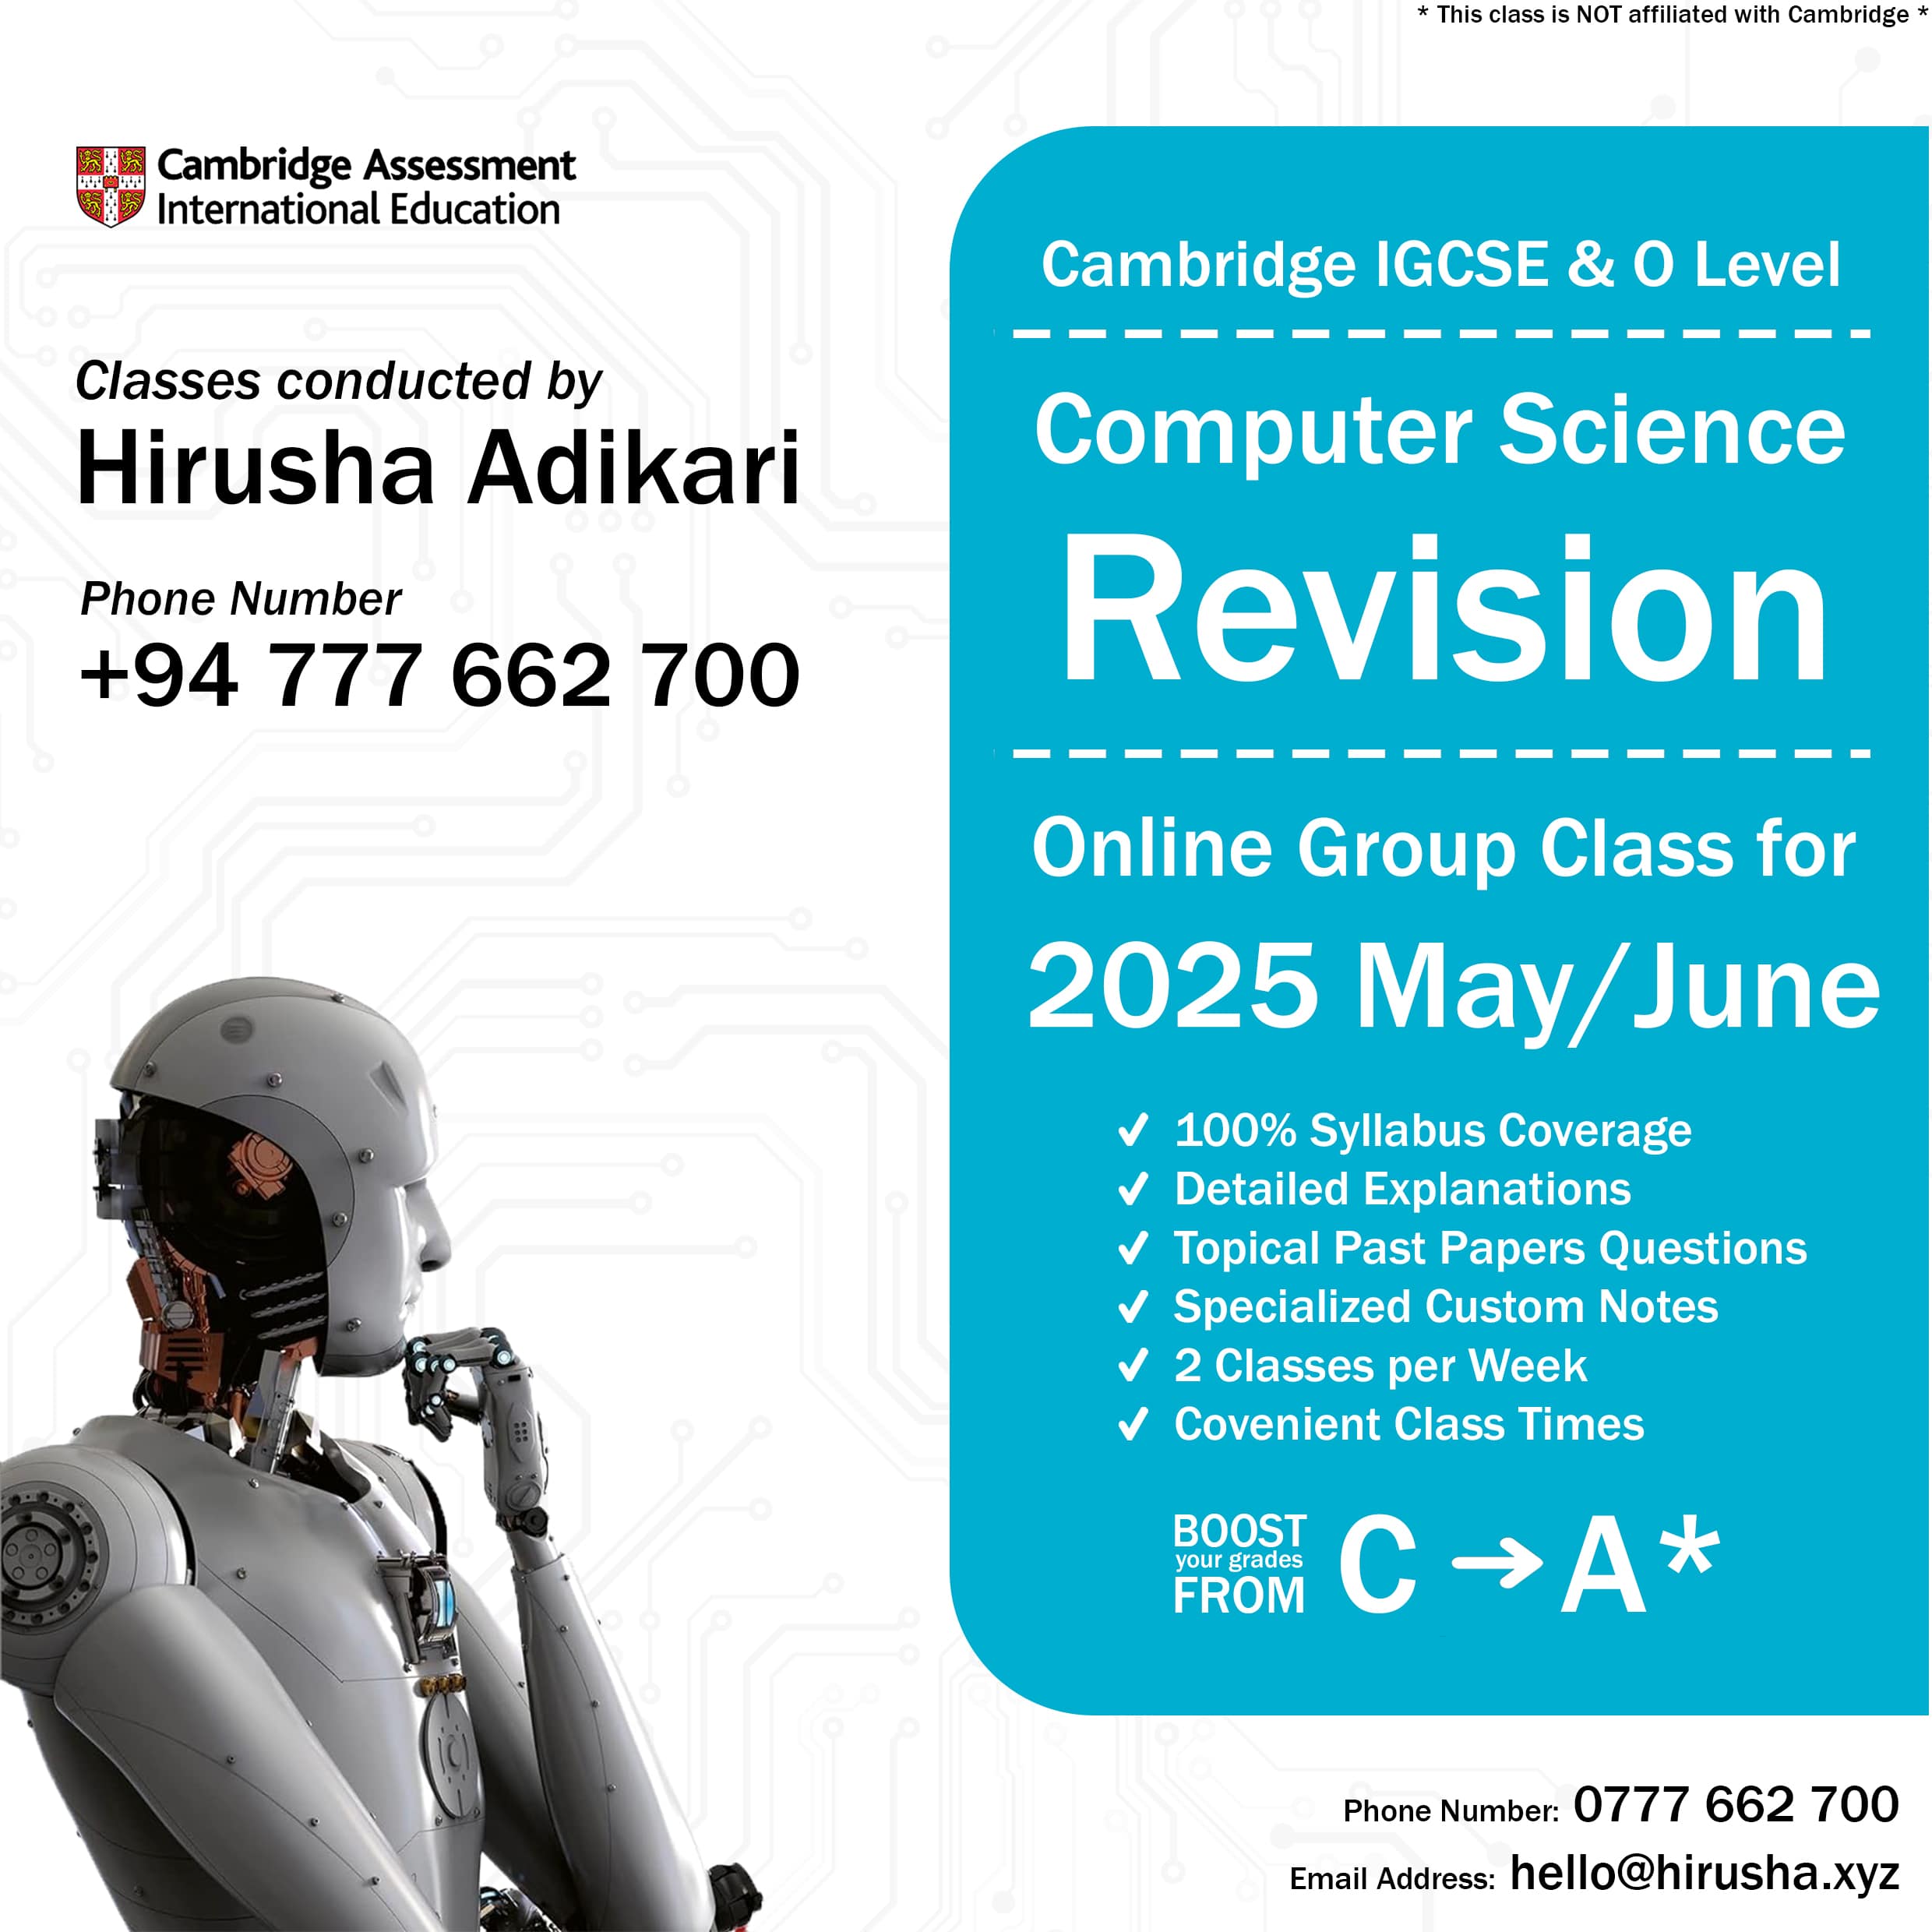 * This class is NOT affiliated with Cambridge *
Cambridge Assessment
International Education
Classes conducted by
Hirusha Adikari
Phone Number
+94 777 662 700
Cambridge IGCSE & O Level
Computer Science
Revision
Online Group Class for
2025 May/June
✓ 100% Syllabus Coverage
✓ Detailed Explanations
✓ Topical Past Papers Questions
✓ Specialized Custom Notes
✓ 2 Classes per Week
✓ Covenient Class Times
BOOST
your grades
FROM
C → A*
Phone Number: 0777 662 700
Email Address: hello@hirusha.xyz